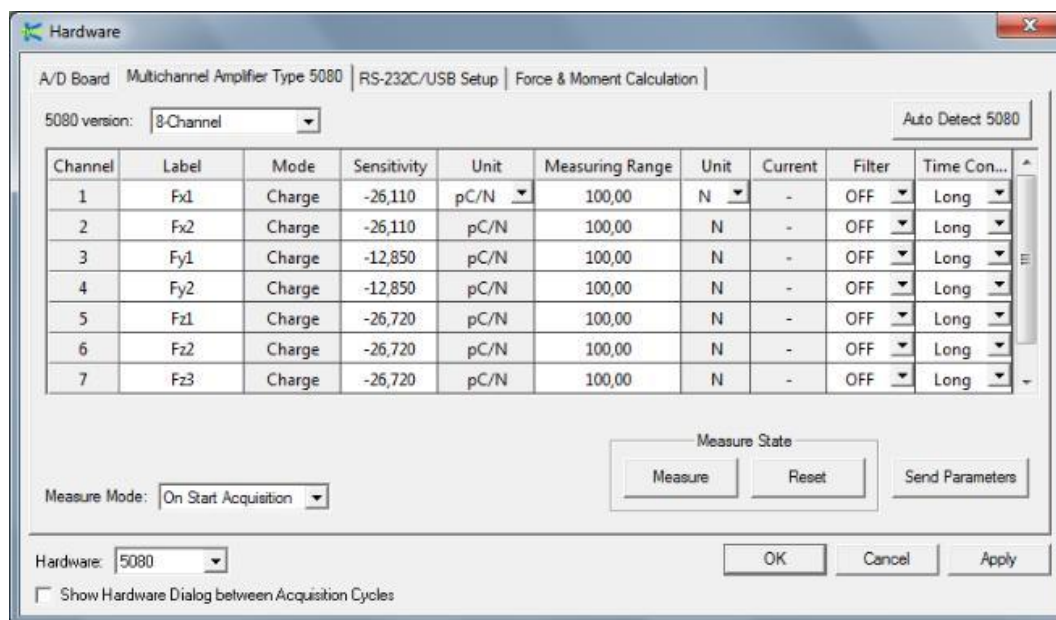 Hardware
A/D Board Multichannel Amplifier Type 5080 RS-232C/USB Setup Force & Moment Calculation
5080 version: 8-Channel Auto Detect 5080
Channel Label Mode Sensitivity Unit Measuring Range Unit Current Filter Time Con...
1 Fx1 Charge -26,110 pC/N 100,00 N - OFF Long
2 Fx2 Charge -26,110 pC/N 100,00 N - OFF Long
3 Fy1 Charge -12,850 pC/N 100,00 N - OFF Long
4 Fy2 Charge -12,850 pC/N 100,00 N - OFF Long
5 Fz1 Charge -26,720 pC/N 100,00 N - OFF Long
6 Fz2 Charge -26,720 pC/N 100,00 N - OFF Long
7 Fz3 Charge -26,720 pC/N 100,00 N - OFF Long
Measure State
Measure Mode: On Start Acquisition Measure Reset Send Parameters
Hardware: 5080 OK Cancel Apply
Show Hardware Dialog between Acquisition Cycles